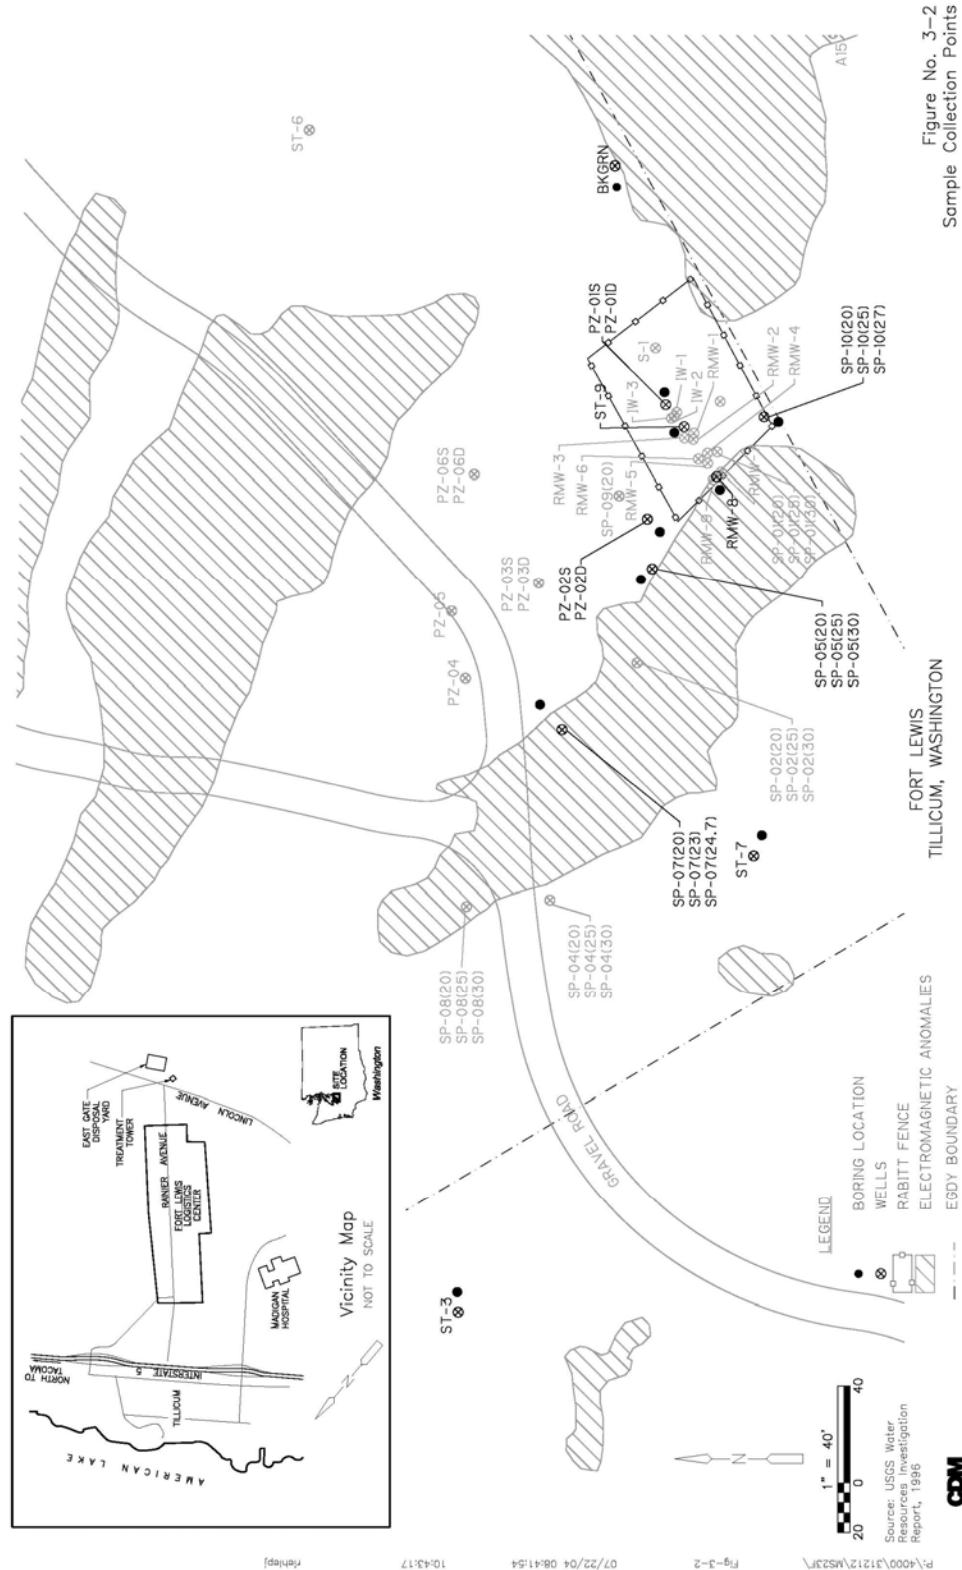 Figure No. 3-2
Sample Collection Points
ST-6
BKGRN
PZ-01S
PZ-01D
S-1
ST-9
IW-3
IW-1
IW-2
RMW-1
RMW-2
RMW-4
SP-10(20)
SP-10(25)
SP-10(27)
RMW-3
RMW-6
SP-09(20)
RMW-5
PZ-06S
PZ-06D
PZ-03S
PZ-03D
PZ-05
PZ-04
PZ-02S
PZ-02D
RMW-9
RMW-8
SP-01(20)
SP-01(25)
SP-01(30)
SP-05(20)
SP-05(25)
SP-05(30)
SP-02(20)
SP-02(25)
SP-02(30)
SP-07(20)
SP-07(23)
SP-07(24.7)
ST-7
SP-08(20)
SP-08(25)
SP-08(30)
SP-04(20)
SP-04(25)
SP-04(30)
GRAVEL ROAD
ST-3
FORT LEWIS
TILLICUM, WASHINGTON
EAST GATE
DISPOSAL
YARD
TREATMENT
TOWER
LINCOLN AVENUE
RAINIER AVENUE
FORT LEWIS
LOGISTICS
CENTER
MADIGAN
HOSPITAL
SITE
LOCATION
Washington
Vicinity Map
NOT TO SCALE
NORTH TO
TACOMA
INTERSTATE 5
TILLICUM
AMERICAN LAKE
N
LEGEND
BORING LOCATION
WELLS
RABITT FENCE
ELECTROMAGNETIC ANOMALIES
EGDY BOUNDARY
N
1" = 40'
20 0 40
Source: USGS Water
Resources Investigation
Report, 1996
CDM
P:\4000\31212\MS23F\ Fig-3-2 07/22/04 08:41:54 10:43:17 riehlepj